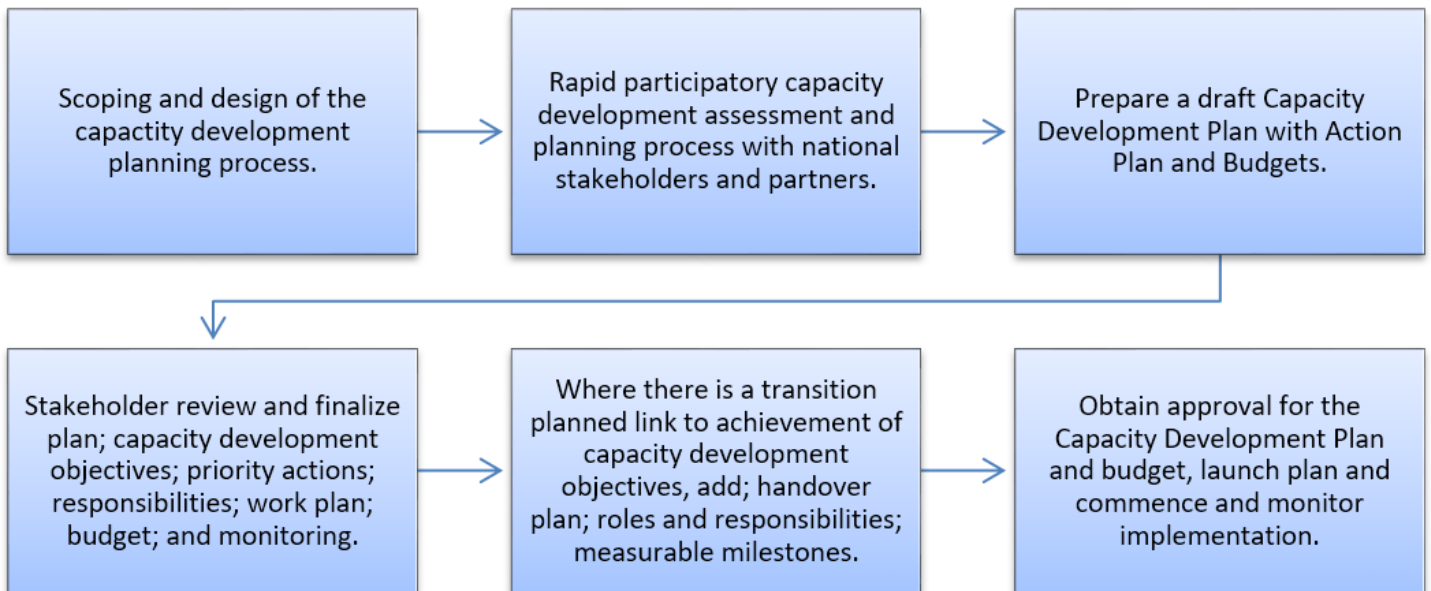 Scoping and design of the
capactity development
planning process.
Rapid participatory capacity
development assessment and
planning process with national
stakeholders and partners.
Prepare a draft Capacity
Development Plan with Action
Plan and Budgets.
Stakeholder review and finalize
plan; capacity development
objectives; priority actions;
responsibilities; work plan;
budget; and monitoring.
Where there is a transition
planned link to achievement of
capacity development
objectives, add; handover
plan; roles and responsibilities;
measurable milestones.
Obtain approval for the
Capacity Development Plan
and budget, launch plan and
commence and monitor
implementation.